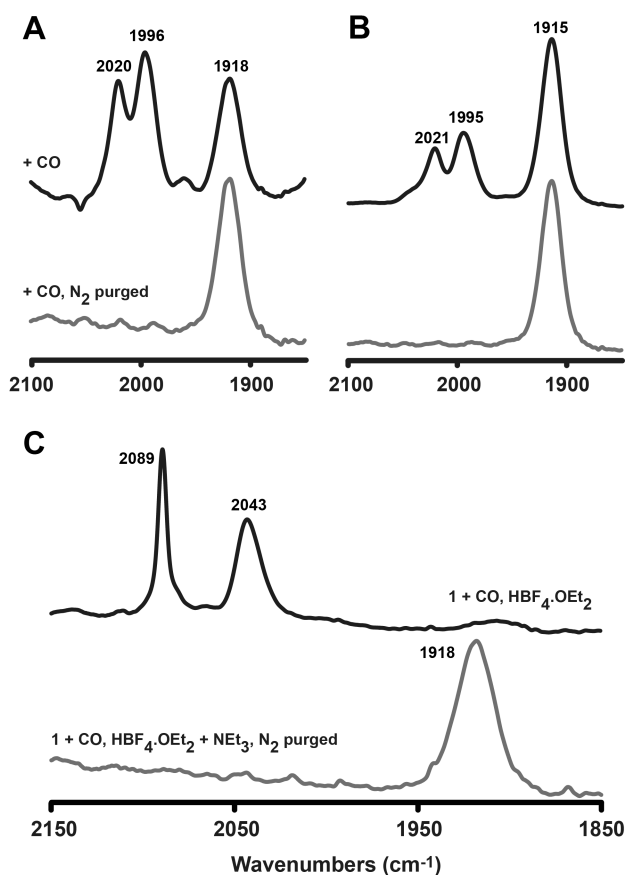 A
1996
2020
1918
+ CO
+ CO, N2 purged
2100 2000 1900
B
1915
1995
2021
2100 2000 1900
C
2089
2043
1 + CO, HBF4.OEt2
1918
1 + CO, HBF4.OEt2 + NEt3, N2 purged
2150 2050 1950 1850
Wavenumbers (cm-1)